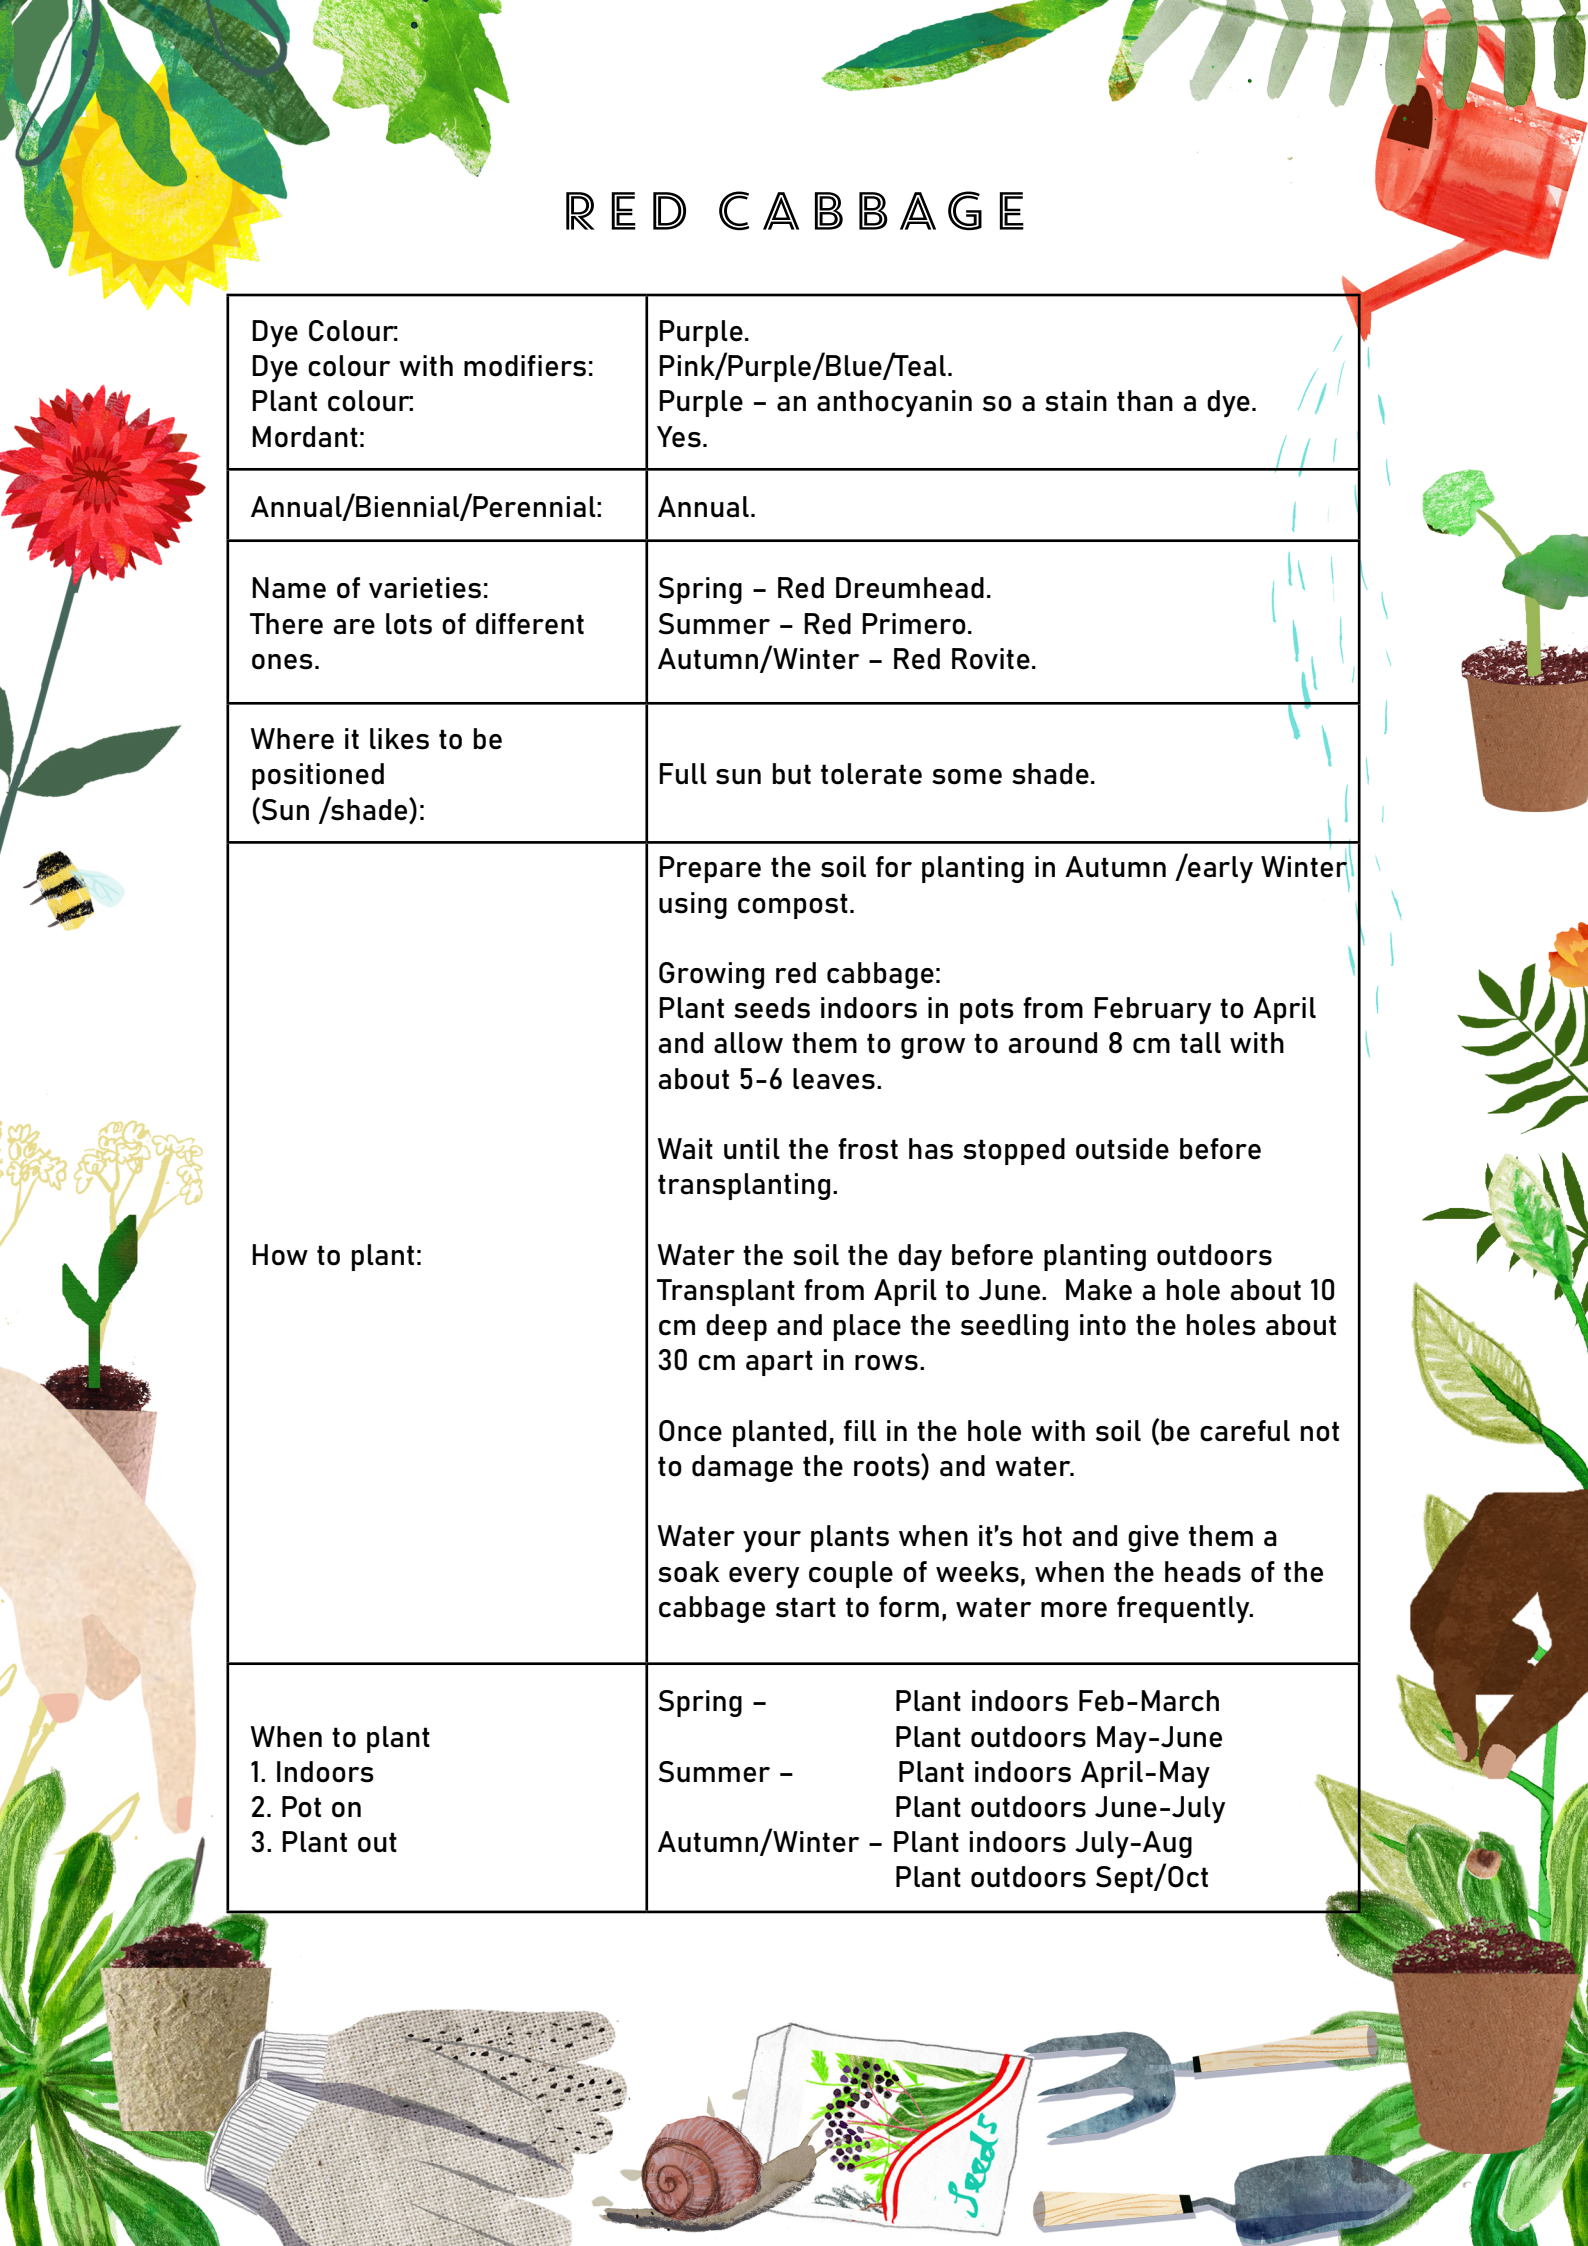 RED CABBAGE
Dye Colour:
Dye colour with modifiers:
Plant colour:
Mordant:
Purple.
Pink/Purple/Blue/Teal.
Purple – an anthocyanin so a stain than a dye.
Yes.
Annual/Biennial/Perennial:
Annual.
Name of varieties:
There are lots of different
ones.
Spring – Red Dreumhead.
Summer – Red Primero.
Autumn/Winter – Red Rovite.
Where it likes to be
positioned
(Sun /shade):
Full sun but tolerate some shade.
How to plant:
Prepare the soil for planting in Autumn /early Winter
using compost.
Growing red cabbage:
Plant seeds indoors in pots from February to April
and allow them to grow to around 8 cm tall with
about 5-6 leaves.
Wait until the frost has stopped outside before
transplanting.
Water the soil the day before planting outdoors
Transplant from April to June. Make a hole about 10
cm deep and place the seedling into the holes about
30 cm apart in rows.
Once planted, fill in the hole with soil (be careful not
to damage the roots) and water.
Water your plants when it's hot and give them a
soak every couple of weeks, when the heads of the
cabbage start to form, water more frequently.
When to plant
1. Indoors
2. Pot on
3. Plant out
Spring – Plant indoors Feb-March
Plant outdoors May-June
Summer – Plant indoors April-May
Plant outdoors June-July
Autumn/Winter – Plant indoors July-Aug
Plant outdoors Sept/Oct
Seeds